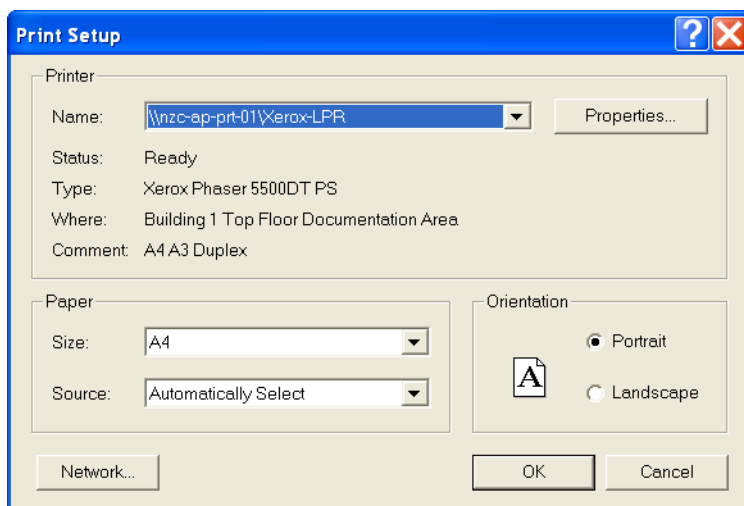 Print Setup
Printer
Name: \\nzc-ap-prt-01\Xerox-LPR Properties...
Status: Ready
Type: Xerox Phaser 5500DT PS
Where: Building 1 Top Floor Documentation Area
Comment: A4 A3 Duplex
Paper
Size: A4
Source: Automatically Select
Orientation
A
Portrait
Landscape
Network... OK Cancel